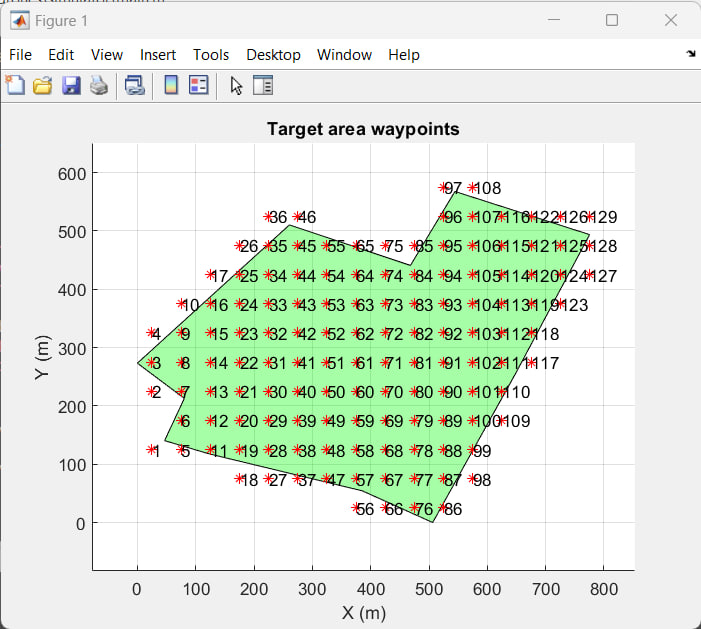 Figure 1
File Edit View Insert Tools Desktop Window Help
Target area waypoints
600
97 108
36 46 96 107 116 122 126 129
500
26 35 45 55 65 75 85 95 106 115 121 125 128
17 25 34 44 54 64 74 84 94 105 114 120 124 127
400
10 16 24 33 43 53 63 73 83 93 104 113 119 123
4 9 15 23 32 42 52 62 72 82 92 103 112 118
300
3 8 14 22 31 41 51 61 71 81 91 102 111 117
2 7 13 21 30 40 50 60 70 80 90 101 110
200
6 12 20 29 39 49 59 69 79 89 100 109
1 5 11 19 28 38 48 58 68 78 88 99
100
18 27 37 47 57 67 77 87 98
56 66 76 86
0
Y (m)
0 100 200 300 400 500 600 700 800
X (m)